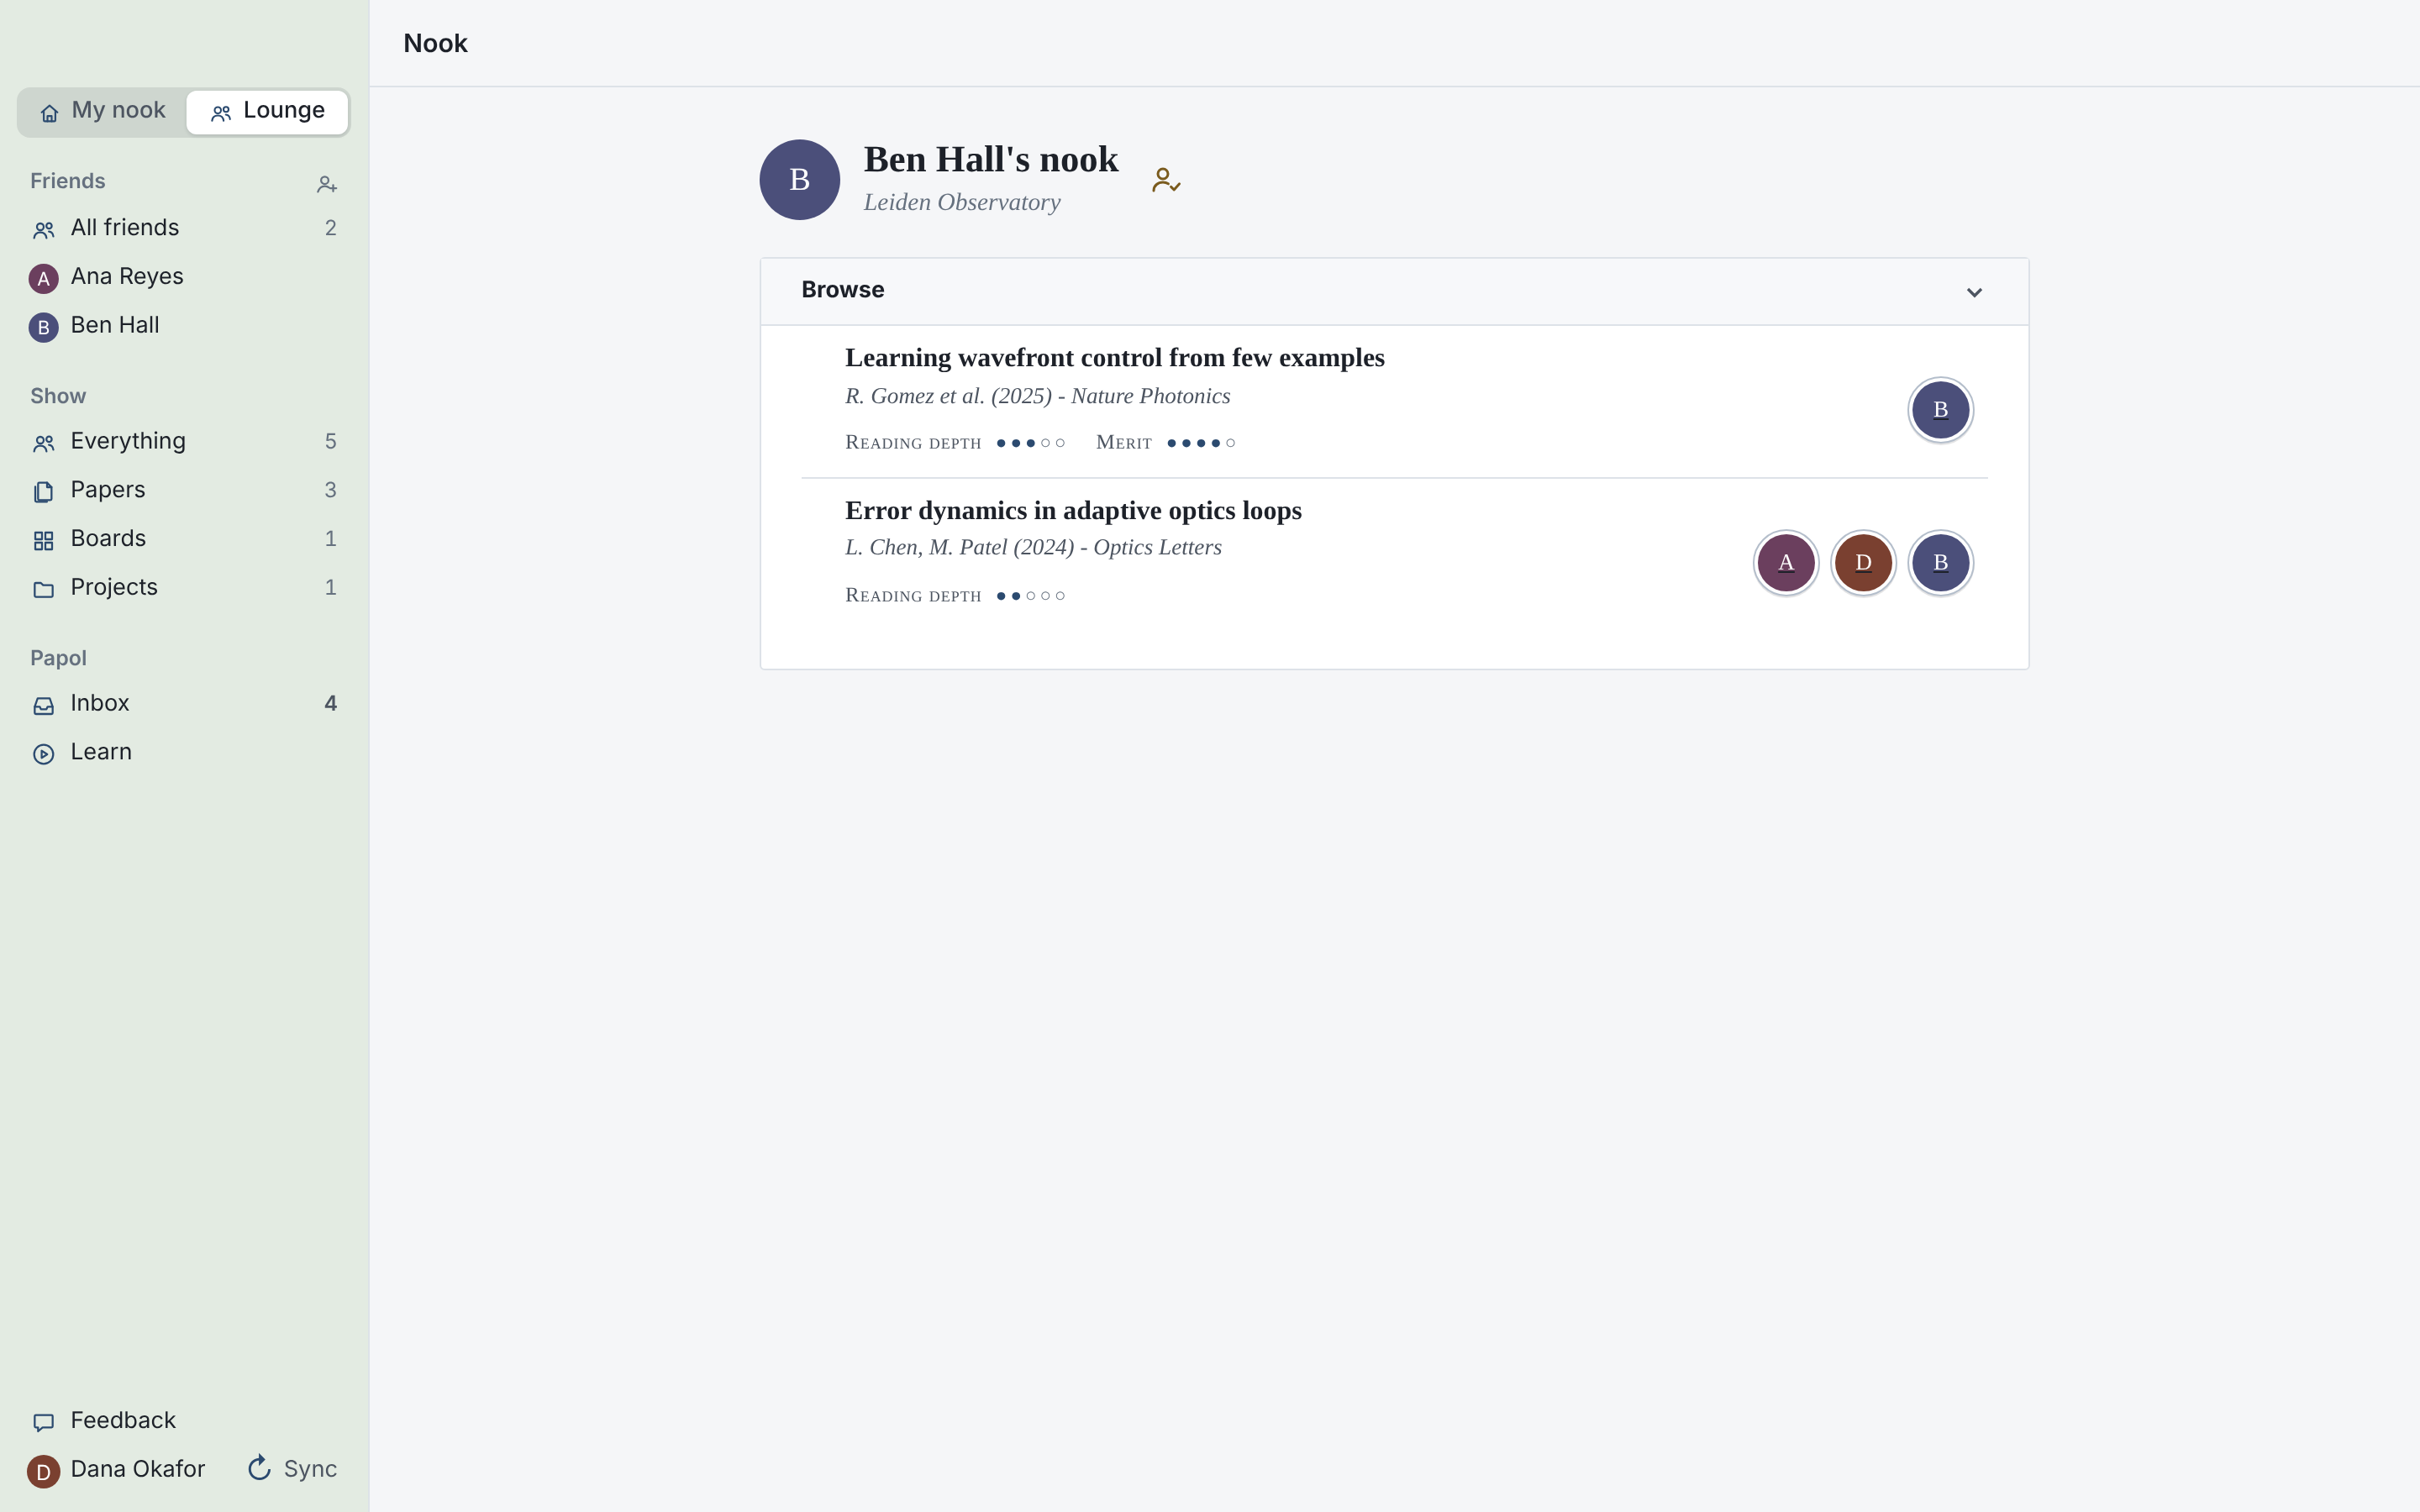 Nook
My nook
Lounge
Friends
All friends 2
A Ana Reyes
B Ben Hall
Show
Everything 5
Papers 3
Boards 1
Projects 1
Papol
Inbox 4
Learn
Feedback
D Dana Okafor
Sync
B
Ben Hall's nook
Leiden Observatory
Browse
Learning wavefront control from few examples
R. Gomez et al. (2025) - Nature Photonics
Reading depth
Merit
B
Error dynamics in adaptive optics loops
L. Chen, M. Patel (2024) - Optics Letters
Reading depth
A D B